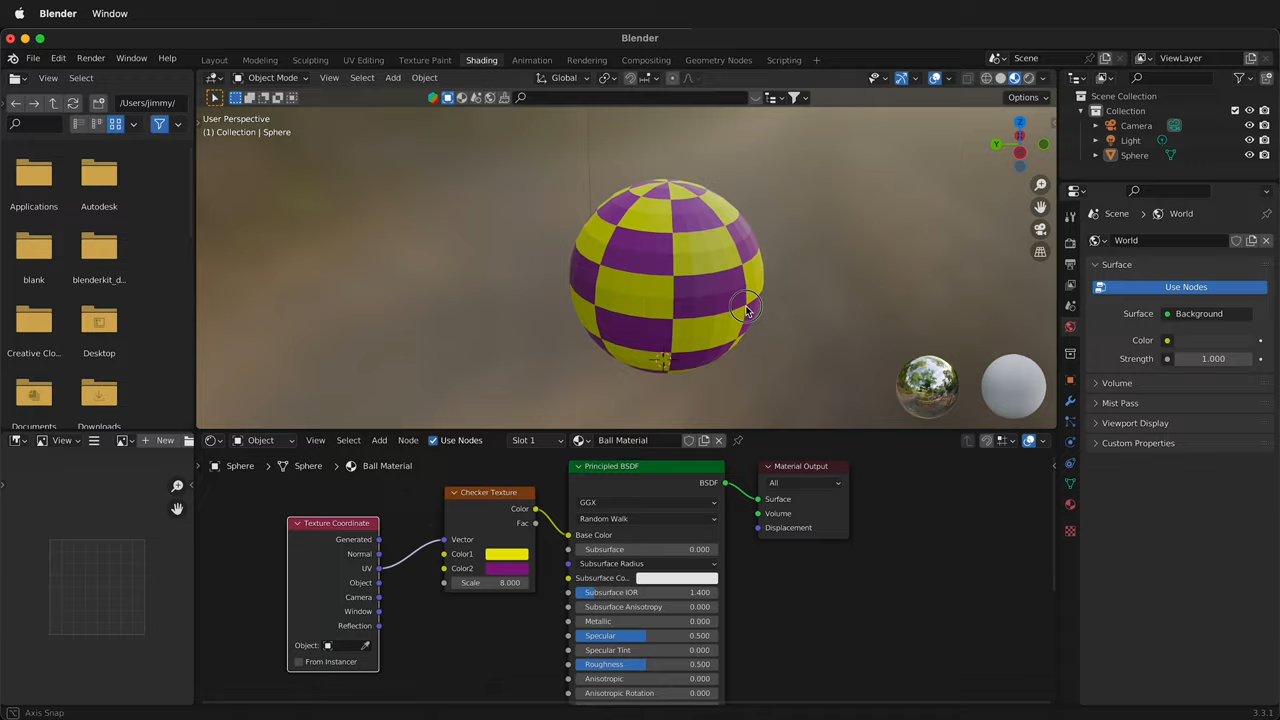 Blender Window
Blender
File Edit Render Window Help
Layout Modeling Sculpting UV Editing Texture Paint Shading Animation Rendering Compositing Geometry Nodes Scripting +
Scene ViewLayer
View Select
Object Mode View Select Add Object Global
/Users/jimmy/
Options
User Perspective
(1) Collection | Sphere
Z
Y
Scene Collection
Collection
Camera
Light
Sphere
Applications Autodesk
blank blenderkit_d...
Creative Clo... Desktop
Documents Downloads
Scene World
World
Surface
Use Nodes
Surface Background
Color
Strength 1.000
Volume
Mist Pass
Viewport Display
Custom Properties
View New
Object View Select Add Node Use Nodes Slot 1 Ball Material
Sphere Sphere Ball Material
Texture Coordinate
Generated
Normal
UV
Object
Camera
Window
Reflection
Object:
From Instancer
Checker Texture
Color
Fac
Vector
Color1
Color2
Scale 8.000
Principled BSDF
BSDF
GGX
Random Walk
Base Color
Subsurface 0.000
Subsurface Radius
Subsurface Co...
Subsurface IOR 1.400
Subsurface Anisotropy 0.000
Metallic 0.000
Specular 0.500
Specular Tint 0.000
Roughness 0.500
Anisotropic 0.000
Anisotropic Rotation 0.000
Material Output
All
Surface
Volume
Displacement
Axis Snap
3.3.1